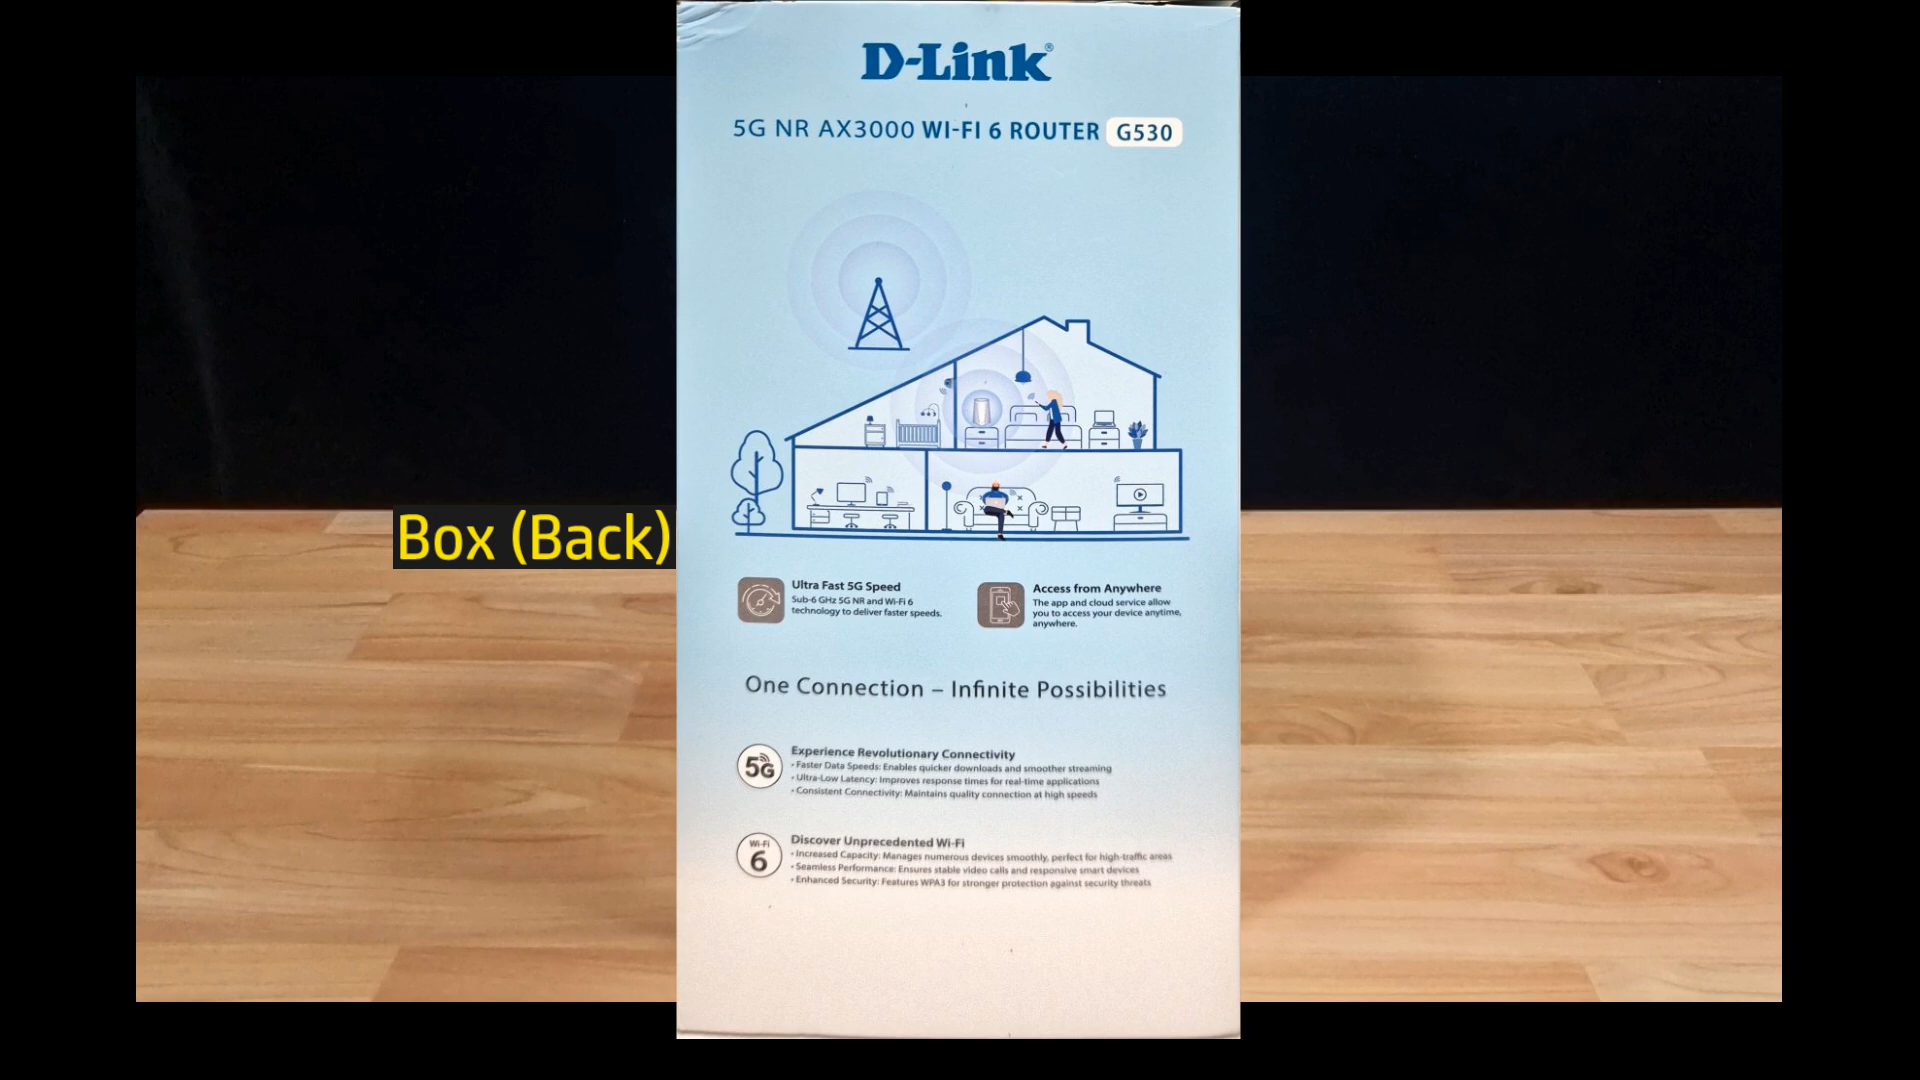 D-Link®
5G NR AX3000 WI-FI 6 ROUTER G530
Box (Back)
Ultra Fast 5G Speed
Sub-6 GHz 5G NR and Wi-Fi 6
technology to deliver faster speeds.
Access from Anywhere
The app and cloud service allow
you to access your device anytime,
anywhere.
One Connection – Infinite Possibilities
5G
Experience Revolutionary Connectivity
• Faster Data Speeds: Enables quicker downloads and smoother streaming
• Ultra-Low Latency: Improves response times for real-time applications
• Consistent Connectivity: Maintains quality connection at high speeds
Wi-Fi
6
Discover Unprecedented Wi-Fi
• Increased Capacity: Manages numerous devices smoothly, perfect for high-traffic areas
• Seamless Performance: Ensures stable video calls and responsive smart devices
• Enhanced Security: Features WPA3 for stronger protection against security threats